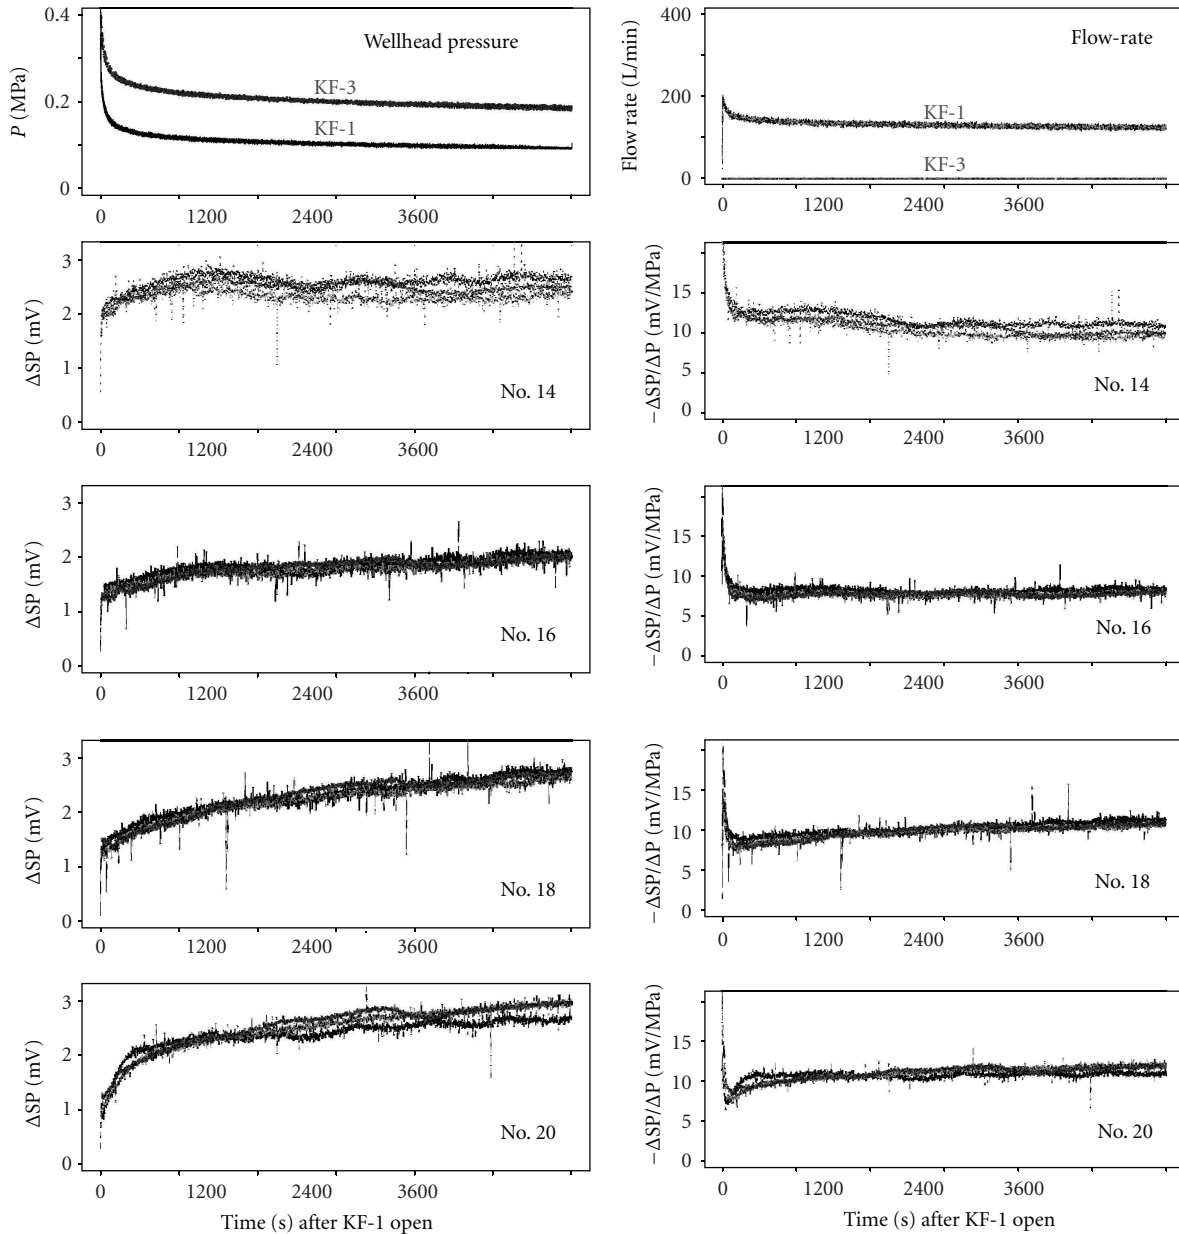 Wellhead pressure
P (MPa)
0.4
0.2
0
KF-3
KF-1
0 1200 2400 3600
Flow-rate
Flow rate (L/min)
400
200
0
KF-1
KF-3
0 1200 2400 3600
ΔSP (mV)
3
2
1
0
No. 14
0 1200 2400 3600
−ΔSP/ΔP (mV/MPa)
15
10
5
0
No. 14
0 1200 2400 3600
ΔSP (mV)
3
2
1
0
No. 16
0 1200 2400 3600
−ΔSP/ΔP (mV/MPa)
15
10
5
0
No. 16
0 1200 2400 3600
ΔSP (mV)
3
2
1
0
No. 18
0 1200 2400 3600
−ΔSP/ΔP (mV/MPa)
15
10
5
0
No. 18
0 1200 2400 3600
ΔSP (mV)
3
2
1
0
No. 20
0 1200 2400 3600
Time (s) after KF-1 open
−ΔSP/ΔP (mV/MPa)
15
10
5
0
No. 20
0 1200 2400 3600
Time (s) after KF-1 open